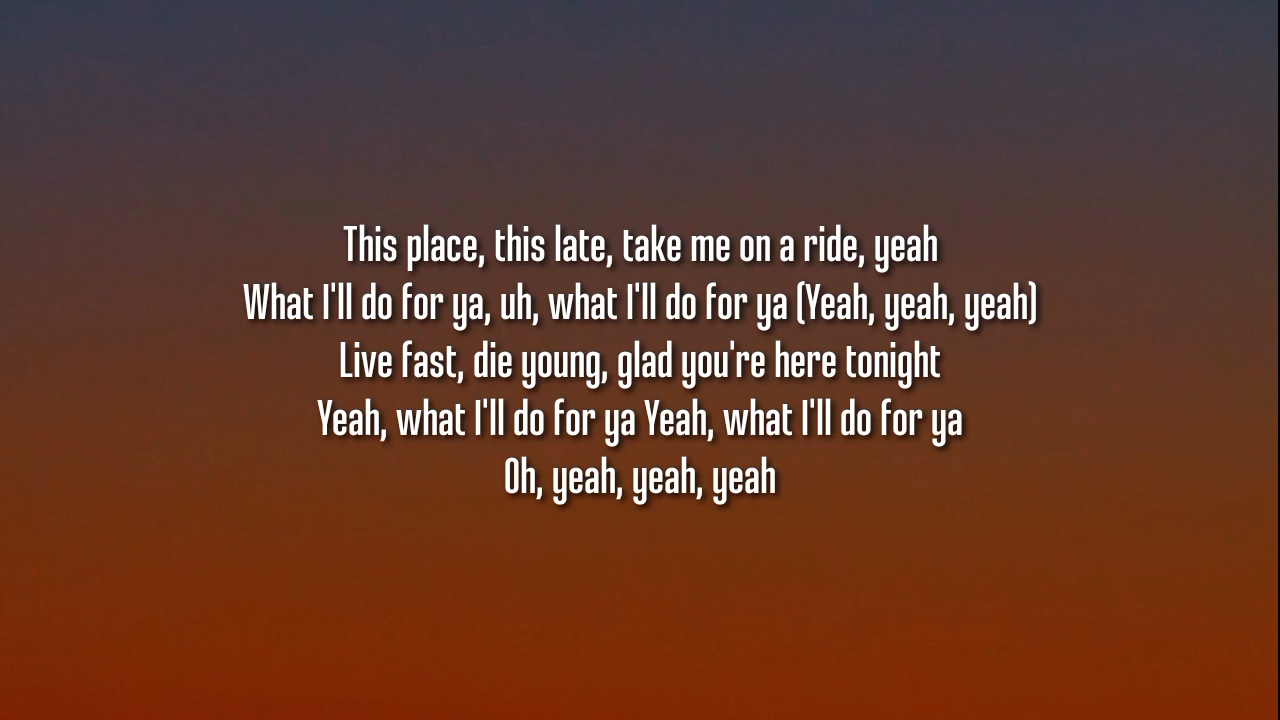 This place, this late, take me on a ride, yeah
What I'll do for ya, uh, what I'll do for ya (Yeah, yeah, yeah)
Live fast, die young, glad you're here tonight
Yeah, what I'll do for ya Yeah, what I'll do for ya
Oh, yeah, yeah, yeah